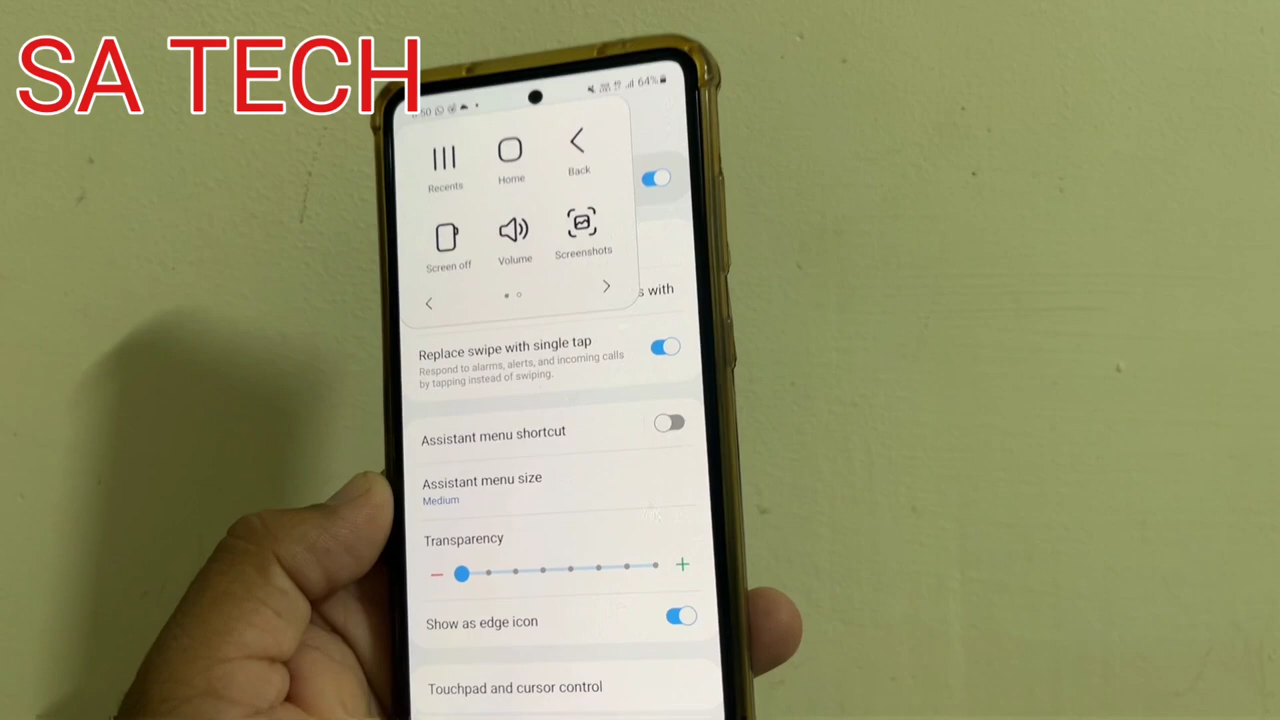 SA TECH
64%
Recents
Home
Back
Screen off
Volume
Screenshots
with
Replace swipe with single tap
Respond to alarms, alerts, and incoming calls
by tapping instead of swiping.
Assistant menu shortcut
Assistant menu size
Medium
Transparency
Show as edge icon
Touchpad and cursor control